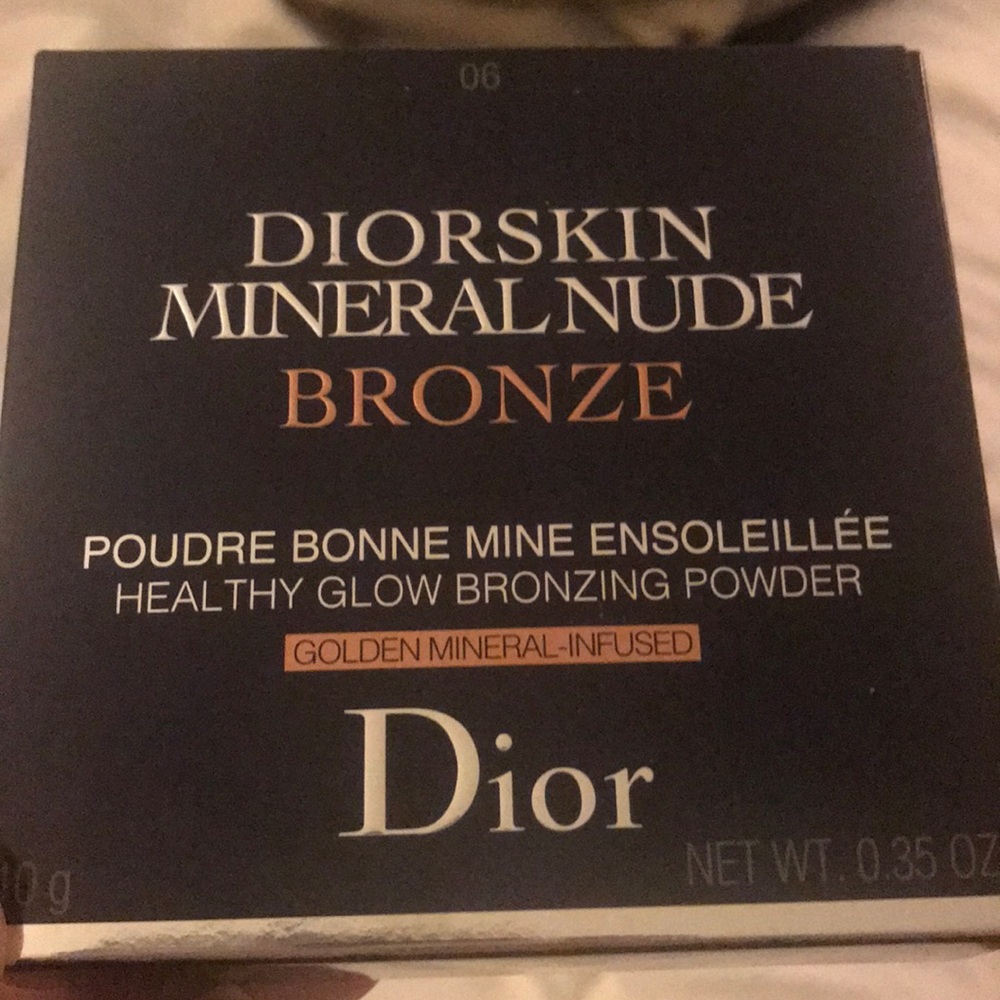 06
DIORSKIN
MINERAL NUDE
BRONZE
POUDRE BONNE MINE ENSOLEILLÉE
HEALTHY GLOW BRONZING POWDER
GOLDEN MINERAL-INFUSED
Dior
g
NET WT. 0.35 OZ